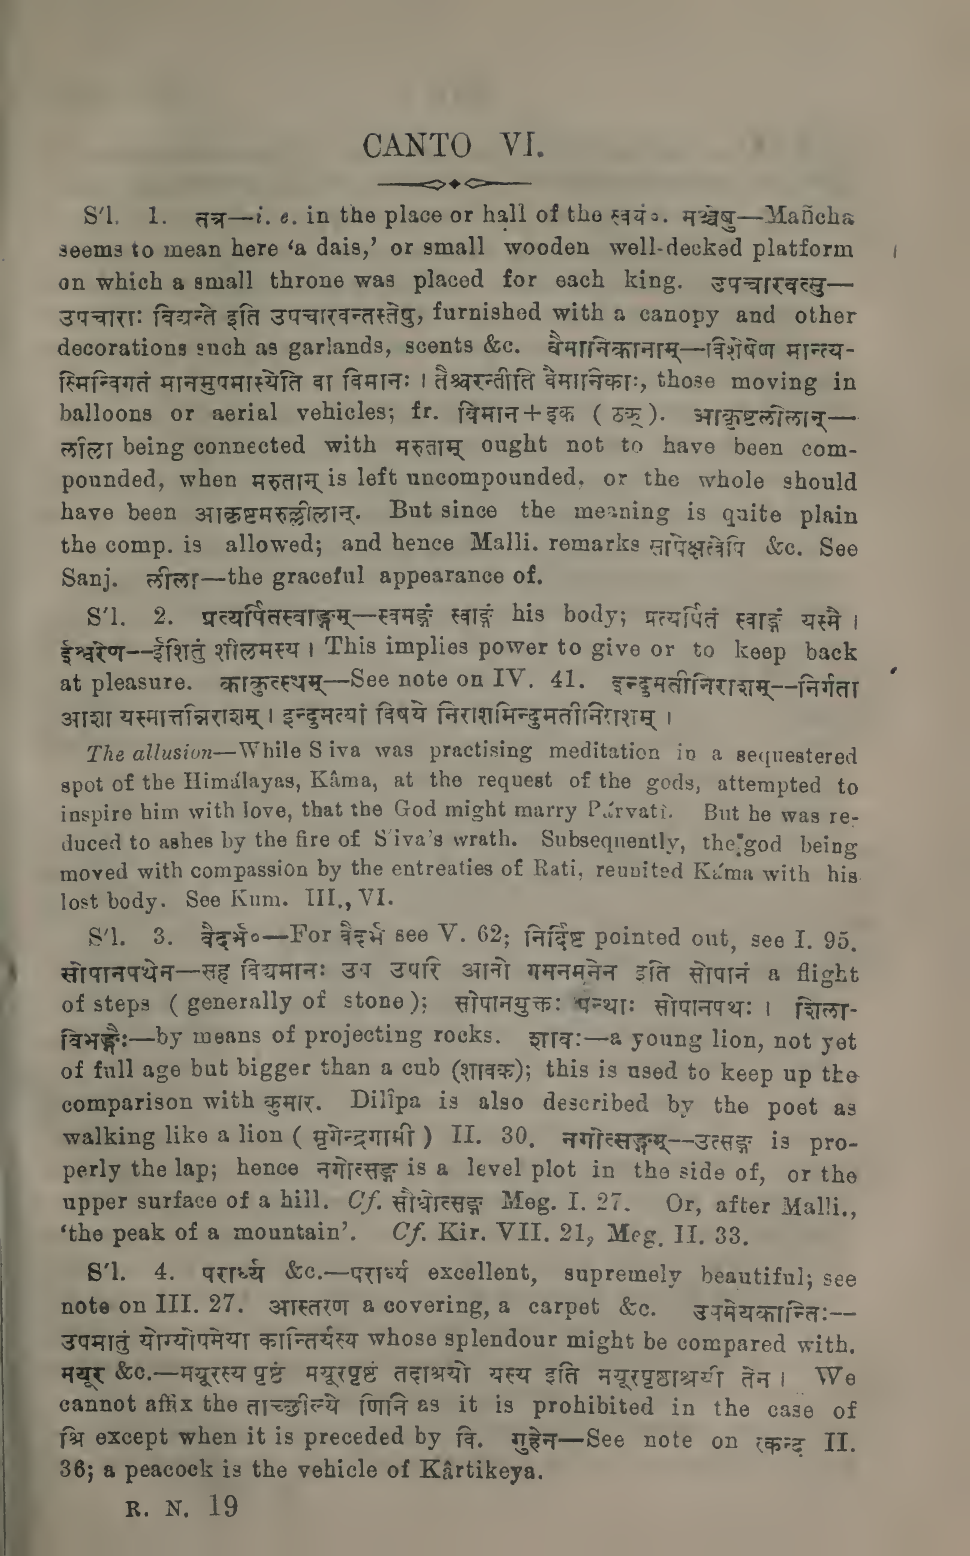 CANTO VI.
S'l. 1. तत्र—i. e. in the place or hall of the स्वयं॰. मञ्चेषु—Mañcha
seems to mean here ‘a dais,’ or small wooden well-decked platform
on which a small throne was placed for each king. उपचारवत्सु—
उपचाराः विद्यन्ते इति उपचारवन्तस्तेषु, furnished with a canopy and other
decorations such as garlands, scents &c. वैमानिकानाम्—विशेषेण मान्त्य-
स्मिन्विगतं मानमुपमास्येति वा विमानः । तैश्चरन्तीति वैमानिकाः, those moving in
balloons or aerial vehicles; fr. विमान+इक ( ठक् ). आकृष्टलीलान्—
लीला being connected with मरुताम् ought not to have been com-
pounded, when मरुताम् is left uncompounded, or the whole should
have been आकृष्टमरुल्लीलान्. But since the meaning is quite plain
the comp. is allowed; and hence Malli. remarks सापेक्षत्वेपि &c. See
Sanj. लीला—the graceful appearance of.
S'l. 2. प्रत्यर्पितस्वाङ्गम्—स्वमङ्गं स्वाङ्गं his body; प्रत्यर्पितं स्वाङ्गं यस्मै ।
ईश्वरेण--ईशितुं शीलमस्य । This implies power to give or to keep back
at pleasure. काकुत्स्थम्—See note on IV. 41. इन्दुमतीनिराशम्--निर्गता
आशा यस्मात्तन्निराशम् । इन्दुमत्यां विषये निराशमिन्दुमतीनिराशम् ।
The allusion—While S'iva was practising meditation in a sequestered
spot of the Himálayas, Kâma, at the request of the gods, attempted to
inspire him with love, that the God might marry Párvati. But he was re-
duced to ashes by the fire of S'iva's wrath. Subsequently, the god being
moved with compassion by the entreaties of Rati, reunited Káma with his
lost body. See Kum. III., VI.
S'l. 3. वैदर्भ॰—For वैदर्भ see V. 62; निर्दिष्ट pointed out, see I. 95.
सोपानपथेन—सह विद्यमानः उप उपरि आनो गमनमनेन इति सोपानं a flight
of steps ( generally of stone ); सोपानयुक्तः पन्थाः सोपानपथः । शिला-
विभङ्गैः—by means of projecting rocks. शावः—a young lion, not yet
of full age but bigger than a cub (शावक); this is used to keep up the
comparison with कुमार. Dilîpa is also described by the poet as
walking like a lion ( मृगेन्द्रगामी ) II. 30. नगोत्सङ्गम्--उत्सङ्ग is pro-
perly the lap; hence नगोत्सङ्ग is a level plot in the side of, or the
upper surface of a hill. Cf. सौधोत्सङ्ग Meg. I. 27. Or, after Malli.,
‘the peak of a mountain’. Cf. Kir. VII. 21, Meg. II. 33.
S'l. 4. परार्ध्य &c.—परार्ध्य excellent, supremely beautiful; see
note on III. 27. आस्तरण a covering, a carpet &c. उपमेयकान्तिः--
उपमातुं योग्योपमेया कान्तिर्यस्य whose splendour might be compared with.
मयूर &c.—मयूरस्य पृष्ठं मयूरपृष्ठं तदाश्रयो यस्य इति मयूरपृष्ठाश्रयी तेन । We
cannot affix the ताच्छील्ये णिनि as it is prohibited in the case of
श्रि except when it is preceded by वि. गुहेन—See note on स्कन्द II.
36; a peacock is the vehicle of Kârtikeya.
R. N. 19